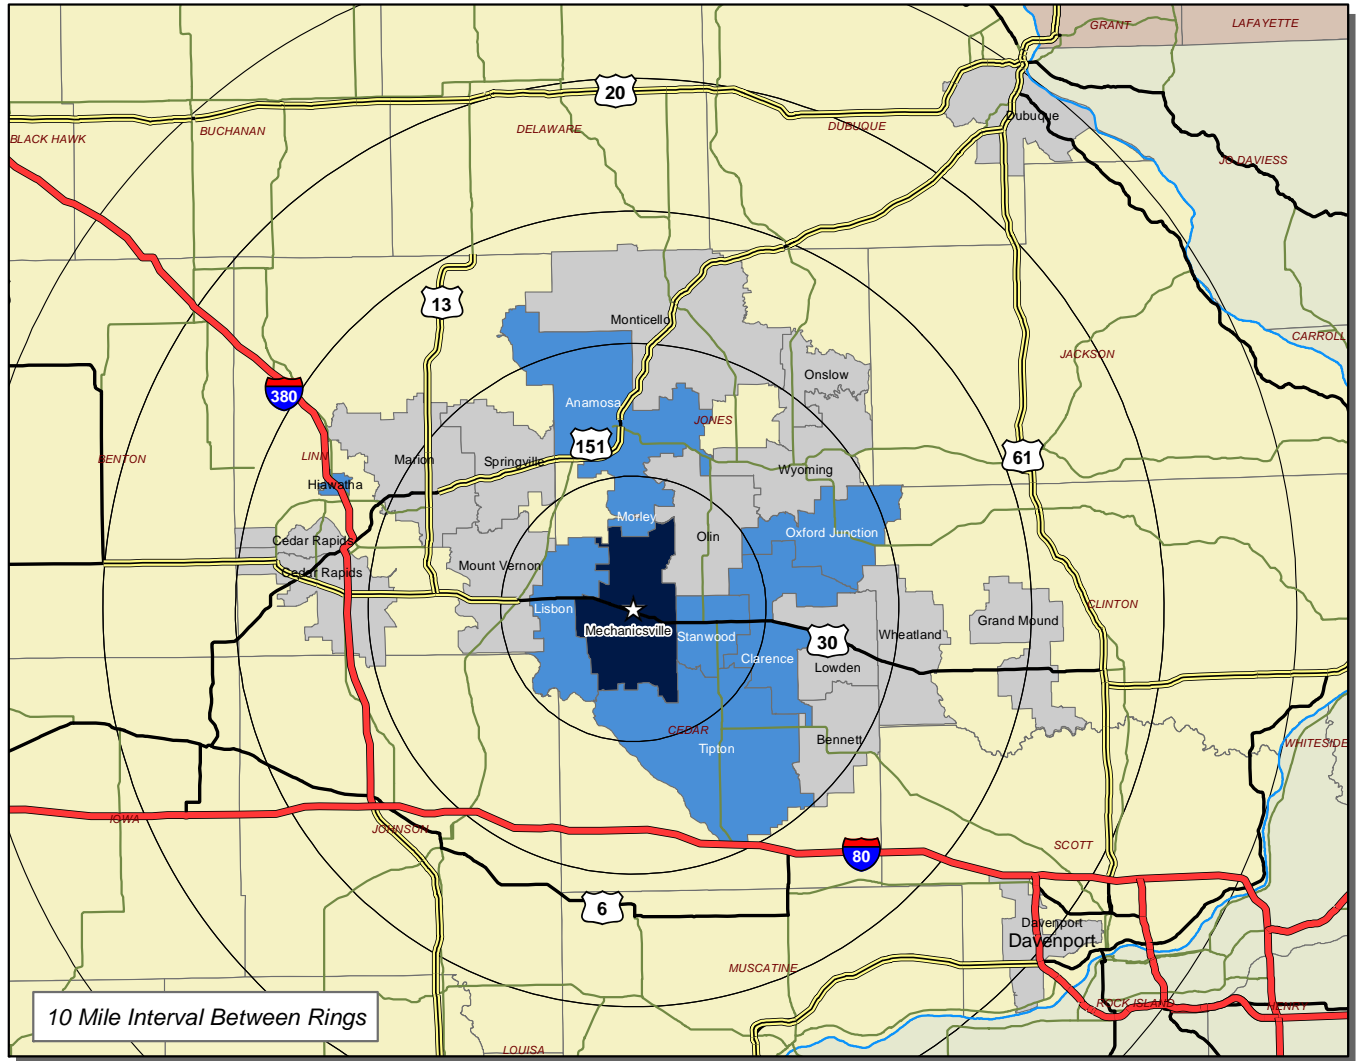 GRANT
LAFAYETTE
20
Dubuque
BLACK HAWK
BUCHANAN
DELAWARE
DUBUQUE
JO DAVIESS
13
Monticello
CARROLL
JACKSON
Onslow
380
Anamosa
JONES
151
61
BENTON
LINN
Marion
Springville
Wyoming
Hiawatha
Morley
Oxford Junction
Cedar Rapids
Olin
Mount Vernon
Cedar Rapids
Lisbon
CLINTON
Mechanicsville
Stanwood
30
Wheatland
Grand Mound
Clarence
Lowden
CEDAR
Bennett
WHITESIDE
Tipton
IOWA
JOHNSON
SCOTT
80
6
Davenport
Davenport
MUSCATINE
ROCK ISLAND
HENRY
10 Mile Interval Between Rings
LOUISA